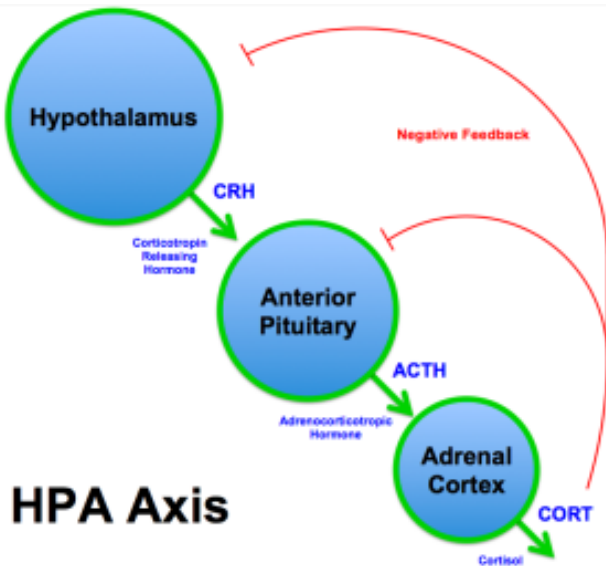 Hypothalamus
Negative Feedback
CRH
Corticotropin
Releasing
Hormone
Anterior
Pituitary
ACTH
Adrenocorticotropic
Hormone
Adrenal
Cortex
HPA Axis
CORT
Cortisol